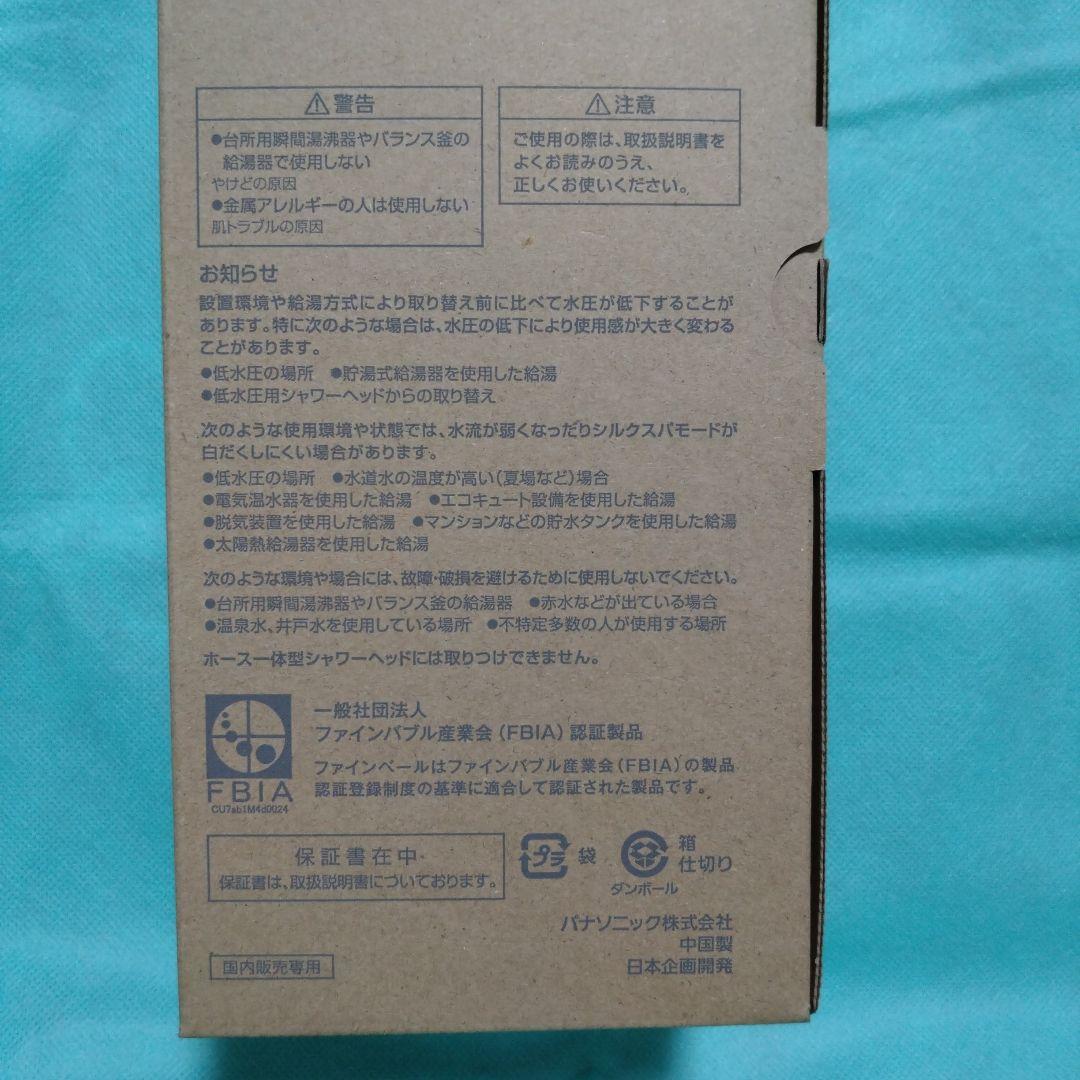 ⚠警告
●台所用瞬間湯沸器やバランス釜の
給湯器で使用しない
やけどの原因
●金属アレルギーの人は使用しない
肌トラブルの原因
⚠注意
ご使用の際は、取扱説明書を
よくお読みのうえ、
正しくお使いください。
お知らせ
設置環境や給湯方式により取り替え前に比べて水圧が低下することが
あります。特に次のような場合は、水圧の低下により使用感が大きく変わる
ことがあります。
●低水圧の場所 ●貯湯式給湯器を使用した給湯
●低水圧用シャワーヘッドからの取り替え
次のような使用環境や状態では、水流が弱くなったりシルクスパモードが
白だくしにくい場合があります。
●低水圧の場所 ●水道水の温度が高い(夏場など)場合
●電気温水器を使用した給湯 ●エコキュート設備を使用した給湯
●脱気装置を使用した給湯 ●マンションなどの貯水タンクを使用した給湯
●太陽熱給湯器を使用した給湯
次のような環境や場合には、故障・破損を避けるために使用しないでください。
●台所用瞬間湯沸器やバランス釜の給湯器 ●赤水などが出ている場合
●温泉水、井戸水を使用している場所 ●不特定多数の人が使用する場所
ホース一体型シャワーヘッドには取りつけできません。
FBIA
CU7ab1M4d0024
一般社団法人
ファインバブル産業会(FBIA)認証製品
ファインベールはファインバブル産業会(FBIA)の製品
認証登録制度の基準に適合して認証された製品です。
保証書在中
保証書は、取扱説明書についております。
プラ 袋
箱
仕切り
ダンボール
パナソニック株式会社
中国製
日本企画開発
国内販売専用